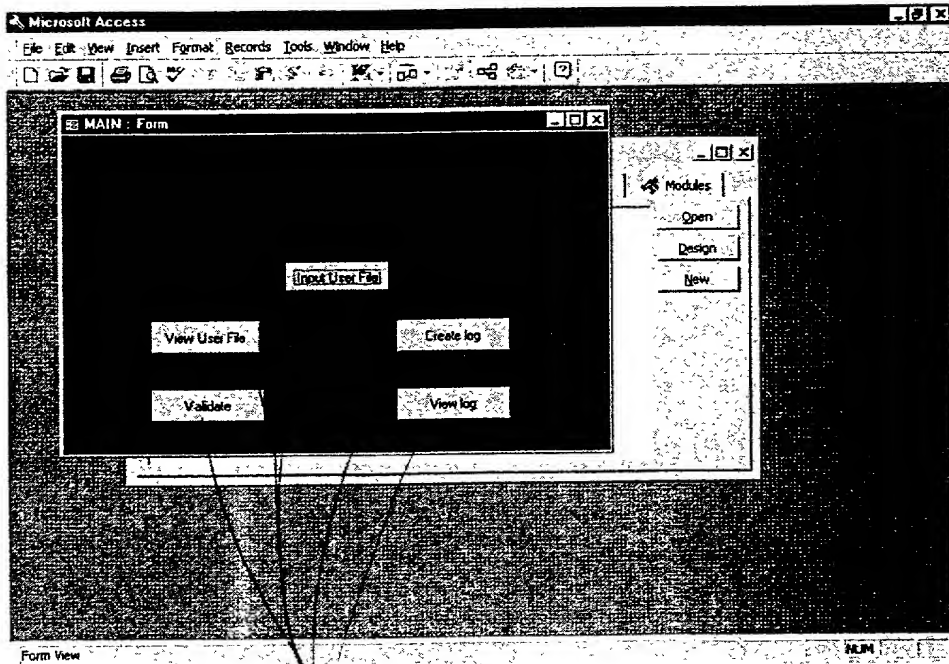 Microsoft Access
File Edit View Insert Format Records Tools Window Help
MAIN : Form
Modules
Open
Design
New
Input User File
View User File
Create log
Validate
View log
Form View
NUM